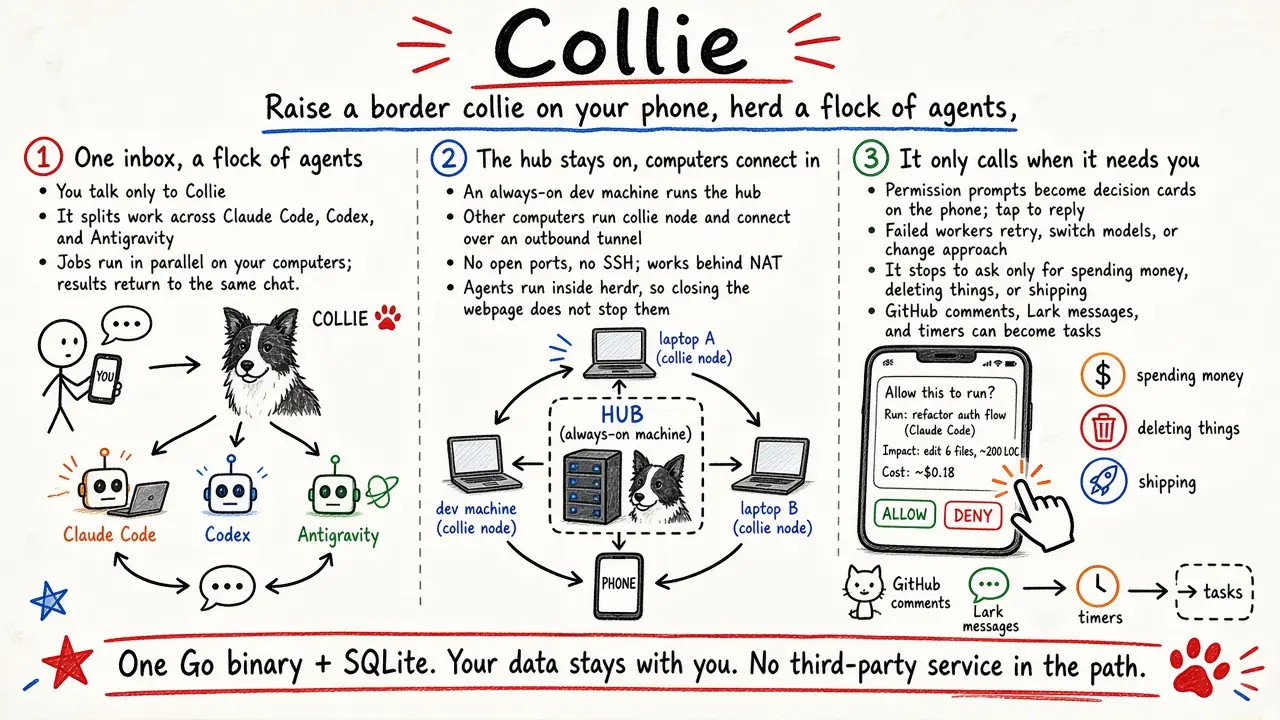 Collie
Raise a border collie on your phone, herd a flock of agents,
1 One inbox, a flock of agents
• You talk only to Collie
• It splits work across Claude Code, Codex,
and Antigravity
• Jobs run in parallel on your computers;
results return to the same chat.
YOU
COLLIE
Claude Code
Codex
Antigravity
2 The hub stays on, computers connect in
• An always-on dev machine runs the hub
• Other computers run collie node and connect
over an outbound tunnel
• No open ports, no SSH; works behind NAT
• Agents run inside herdr, so closing the
webpage does not stop them
laptop A
(collie node)
HUB
(always-on machine)
dev machine
(collie node)
laptop B
(collie node)
PHONE
3 It only calls when it needs you
• Permission prompts become decision cards
on the phone; tap to reply
• Failed workers retry, switch models, or
change approach
• It stops to ask only for spending money,
deleting things, or shipping
• GitHub comments, Lark messages,
and timers can become tasks
Allow this to run?
Run: refactor auth flow
(Claude Code)
Impact: edit 6 files, ~200 LOC
Cost: ~$0.18
ALLOW
DENY
$ spending money
deleting things
shipping
GitHub
comments
Lark
messages
timers
tasks
One Go binary + SQLite. Your data stays with you. No third-party service in the path.